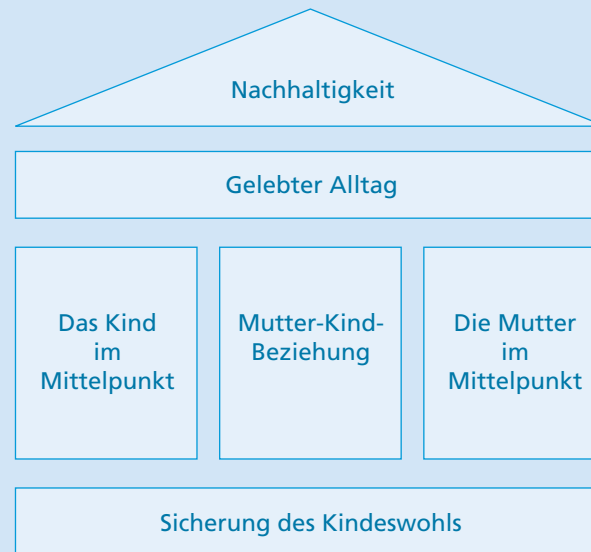 Nachhaltigkeit
Gelebter Alltag
Das Kind
im
Mittelpunkt
Mutter-Kind-
Beziehung
Die Mutter
im
Mittelpunkt
Sicherung des Kindeswohls